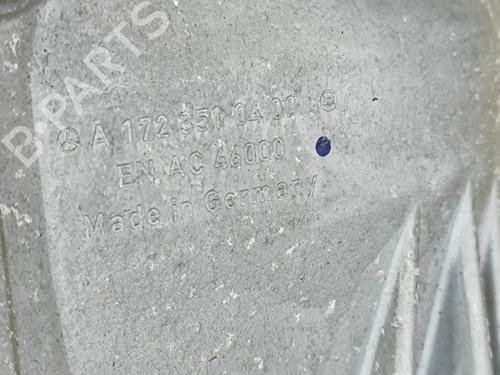 B-PARTS
A 172 351 04 00
EN AC 46000
Made in Germany